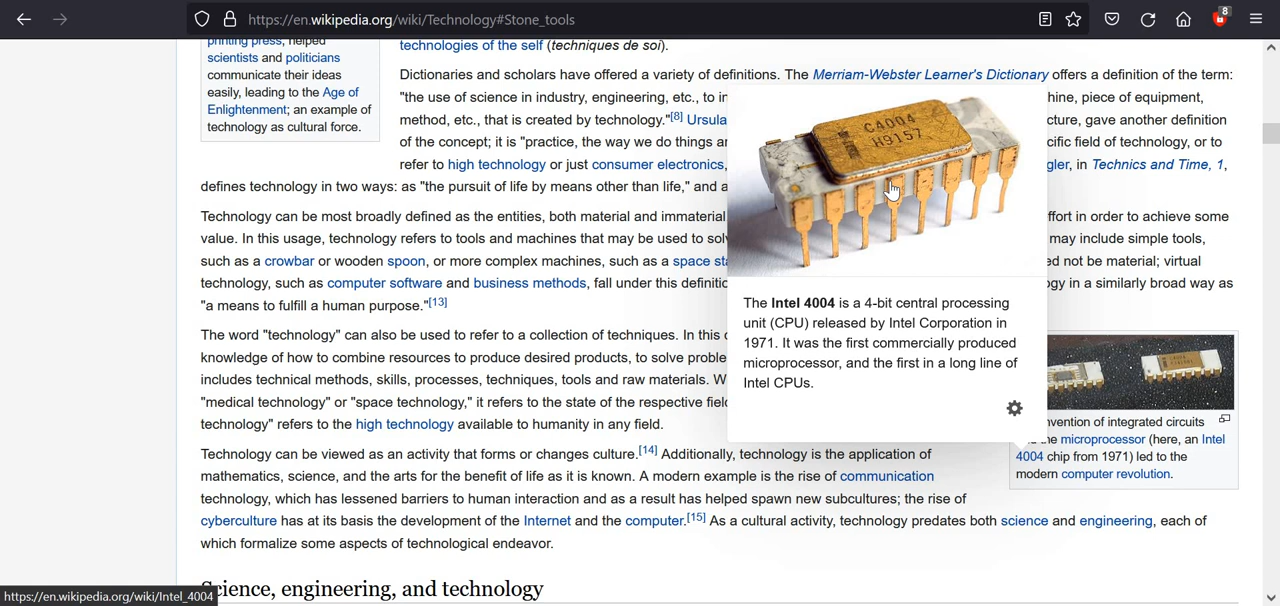 https://en.wikipedia.org/wiki/Technology#Stone_tools
8
printing press, helped
scientists and politicians
communicate their ideas
easily, leading to the Age of
Enlightenment; an example of
technology as cultural force.
technologies of the self (techniques de soi).
Dictionaries and scholars have offered a variety of definitions. The Merriam-Webster Learner's Dictionary offers a definition of the term:
"the use of science in industry, engineering, etc., to in hine, piece of equipment,
method, etc., that is created by technology."[8] Ursula cture, gave another definition
of the concept; it is "practice, the way we do things ar cific field of technology, or to
refer to high technology or just consumer electronics, gler, in Technics and Time, 1,
defines technology in two ways: as "the pursuit of life by means other than life," and a
Technology can be most broadly defined as the entities, both material and immaterial ffort in order to achieve some
value. In this usage, technology refers to tools and machines that may be used to solv may include simple tools,
such as a crowbar or wooden spoon, or more complex machines, such as a space sta ed not be material; virtual
technology, such as computer software and business methods, fall under this definitic ogy in a similarly broad way as
"a means to fulfill a human purpose."[13]
The word "technology" can also be used to refer to a collection of techniques. In this c
knowledge of how to combine resources to produce desired products, to solve proble
includes technical methods, skills, processes, techniques, tools and raw materials. W
"medical technology" or "space technology," it refers to the state of the respective field
technology" refers to the high technology available to humanity in any field.
Technology can be viewed as an activity that forms or changes culture.[14] Additionally, technology is the application of
mathematics, science, and the arts for the benefit of life as it is known. A modern example is the rise of communication
technology, which has lessened barriers to human interaction and as a result has helped spawn new subcultures; the rise of
cyberculture has at its basis the development of the Internet and the computer.[15] As a cultural activity, technology predates both science and engineering, each of
which formalize some aspects of technological endeavor.
C4004
H9157
The Intel 4004 is a 4-bit central processing
unit (CPU) released by Intel Corporation in
1971. It was the first commercially produced
microprocessor, and the first in a long line of
Intel CPUs.
nvention of integrated circuits
the microprocessor (here, an Intel
4004 chip from 1971) led to the
modern computer revolution.
Science, engineering, and technology
https://en.wikipedia.org/wiki/Intel_4004